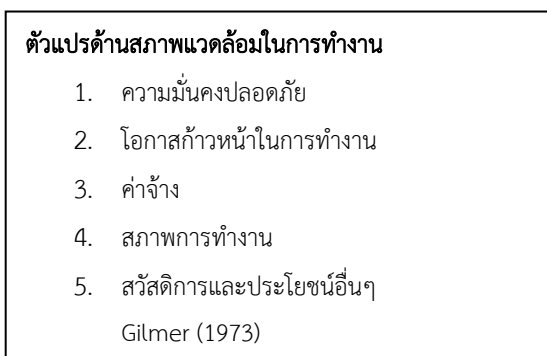 ตัวแปรด้านสภาพแวดล้อมในการทำงาน
1. ความมั่นคงปลอดภัย
2. โอกาสก้าวหน้าในการทำงาน
3. ค่าจ้าง
4. สภาพการทำงาน
5. สวัสดิการและประโยชน์อื่นๆ
Gilmer (1973)